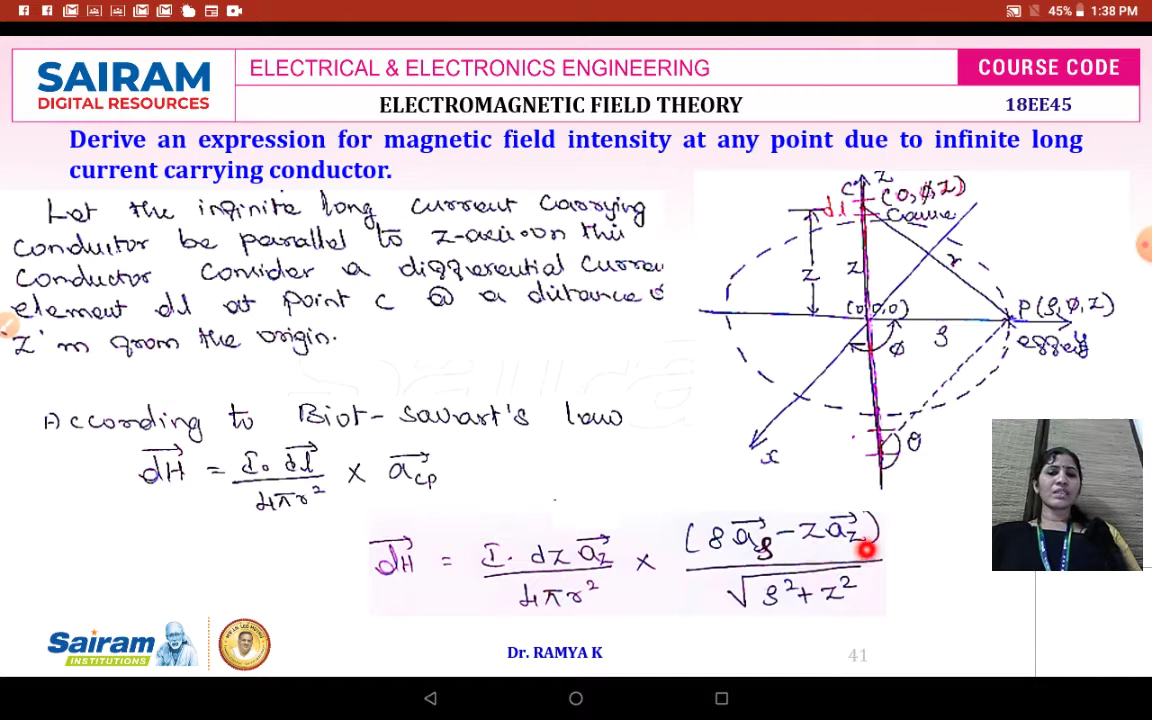 45% 1:38 PM
SAIRAM
DIGITAL RESOURCES
ELECTRICAL & ELECTRONICS ENGINEERING
COURSE CODE
ELECTROMAGNETIC FIELD THEORY
18EE45
Derive an expression for magnetic field intensity at any point due to infinite long
current carrying conductor.
Let the infinite long current carrying
conductor be parallel to z-axis. on this
conductor consider a differential curren
element dl at point c @ a distance of
'z'm from the origin.
According to Biot-savart's law
dH = I. dl / 4πr² × a_cp
dH = I. dz a_z / 4πr² × (ρ a_ρ - z a_z) / √ρ²+z²
c z (0,ϕ,z)
dl cause
z z r
(0,0,0) P(ρ,ϕ,z)
ϕ ρ effect y
x θ
Sairam
INSTITUTIONS
Dr. RAMYA K
41